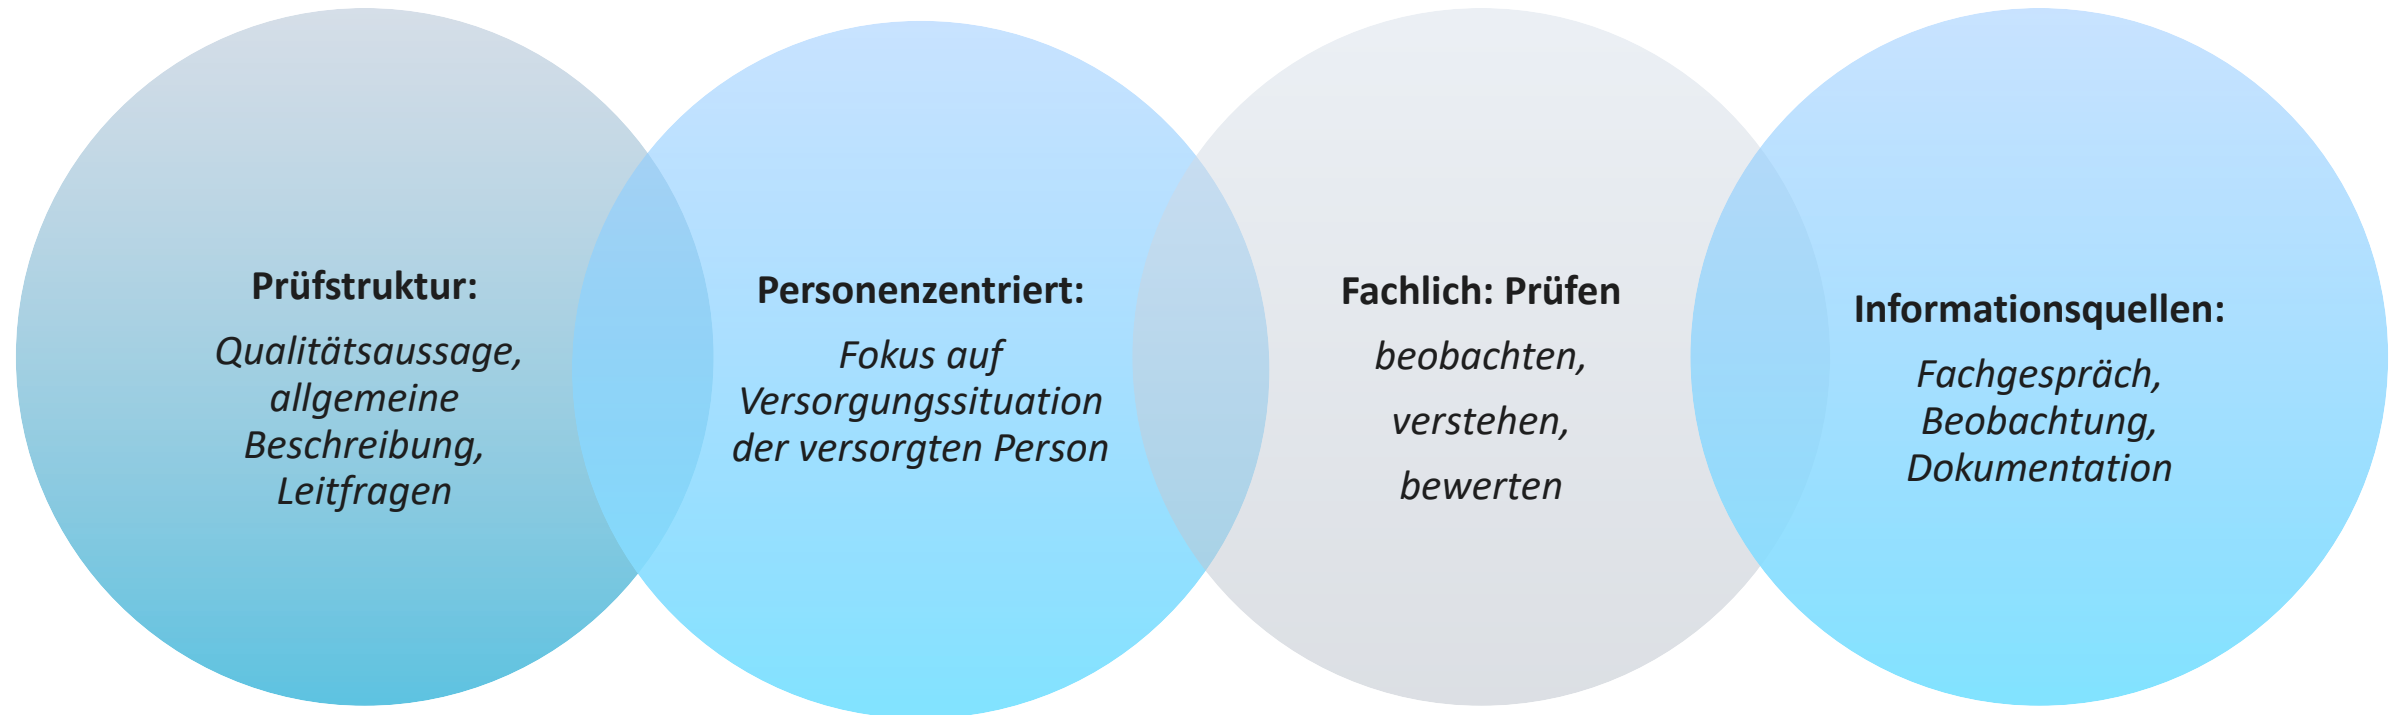 Prüfstruktur:
Qualitätsaussage,
allgemeine
Beschreibung,
Leitfragen
Personenzentriert:
Fokus auf
Versorgungssituation
der versorgten Person
Fachlich: Prüfen
beobachten,
verstehen,
bewerten
Informationsquellen:
Fachgespräch,
Beobachtung,
Dokumentation